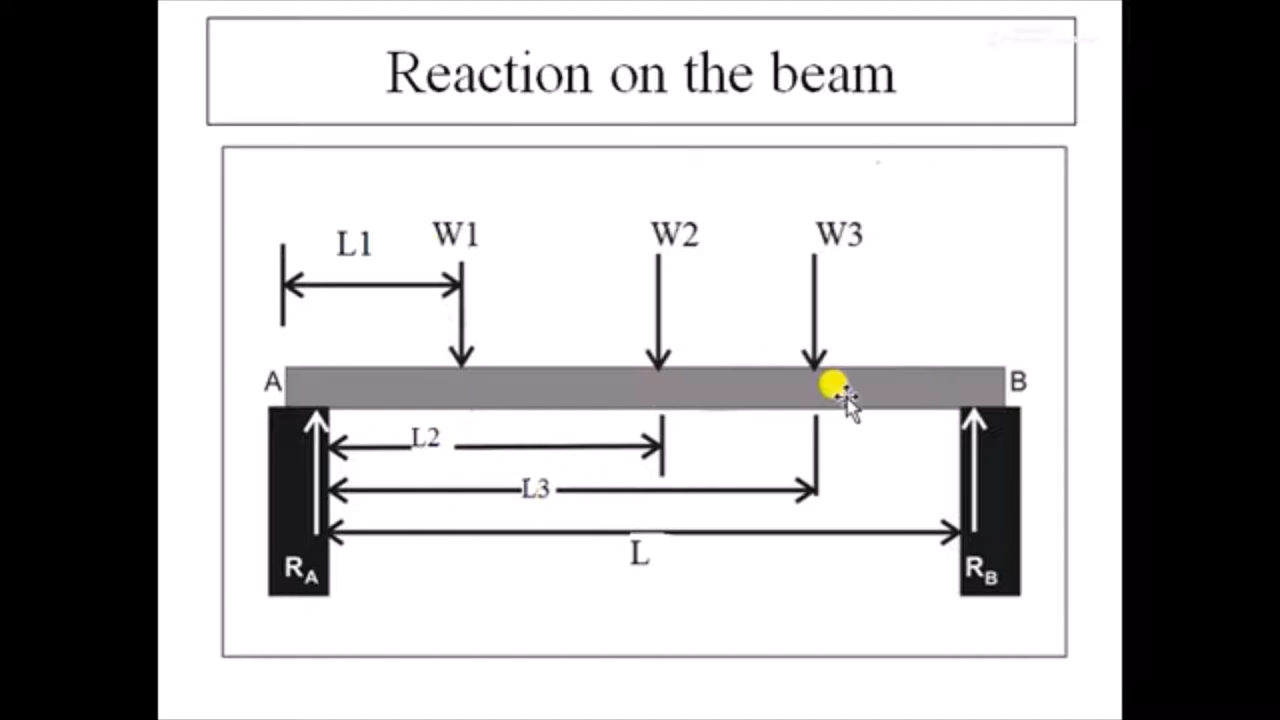 Reaction on the beam
L1
W1
W2
W3
A
B
L2
L3
L
RA
RB